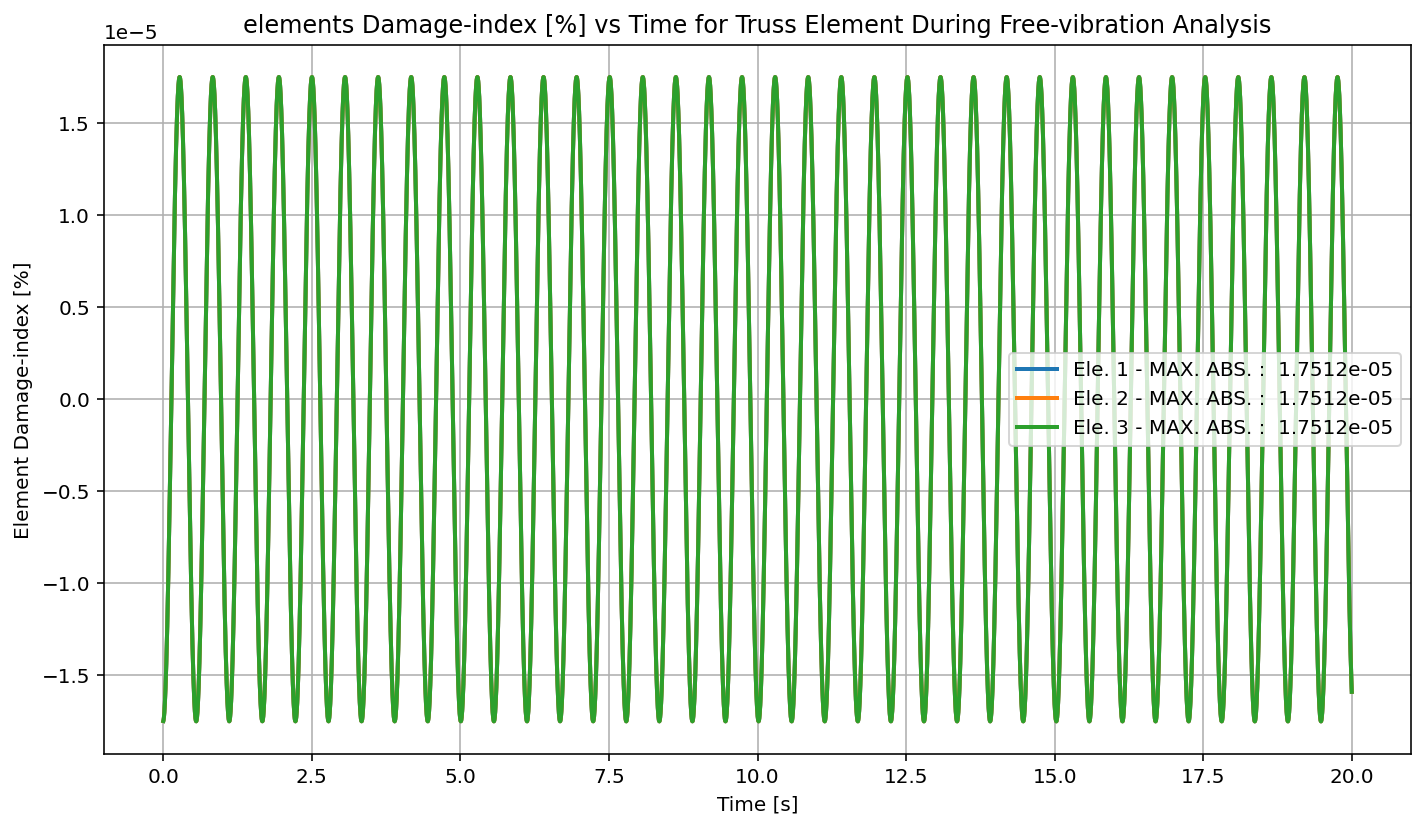 elements Damage-index [%] vs Time for Truss Element During Free-vibration Analysis
1e−5
1.5
1.0
0.5
0.0
−0.5
−1.0
−1.5
Element Damage-index [%]
Ele. 1 - MAX. ABS. :  1.7512e-05
Ele. 2 - MAX. ABS. :  1.7512e-05
Ele. 3 - MAX. ABS. :  1.7512e-05
0.0 2.5 5.0 7.5 10.0 12.5 15.0 17.5 20.0
Time [s]